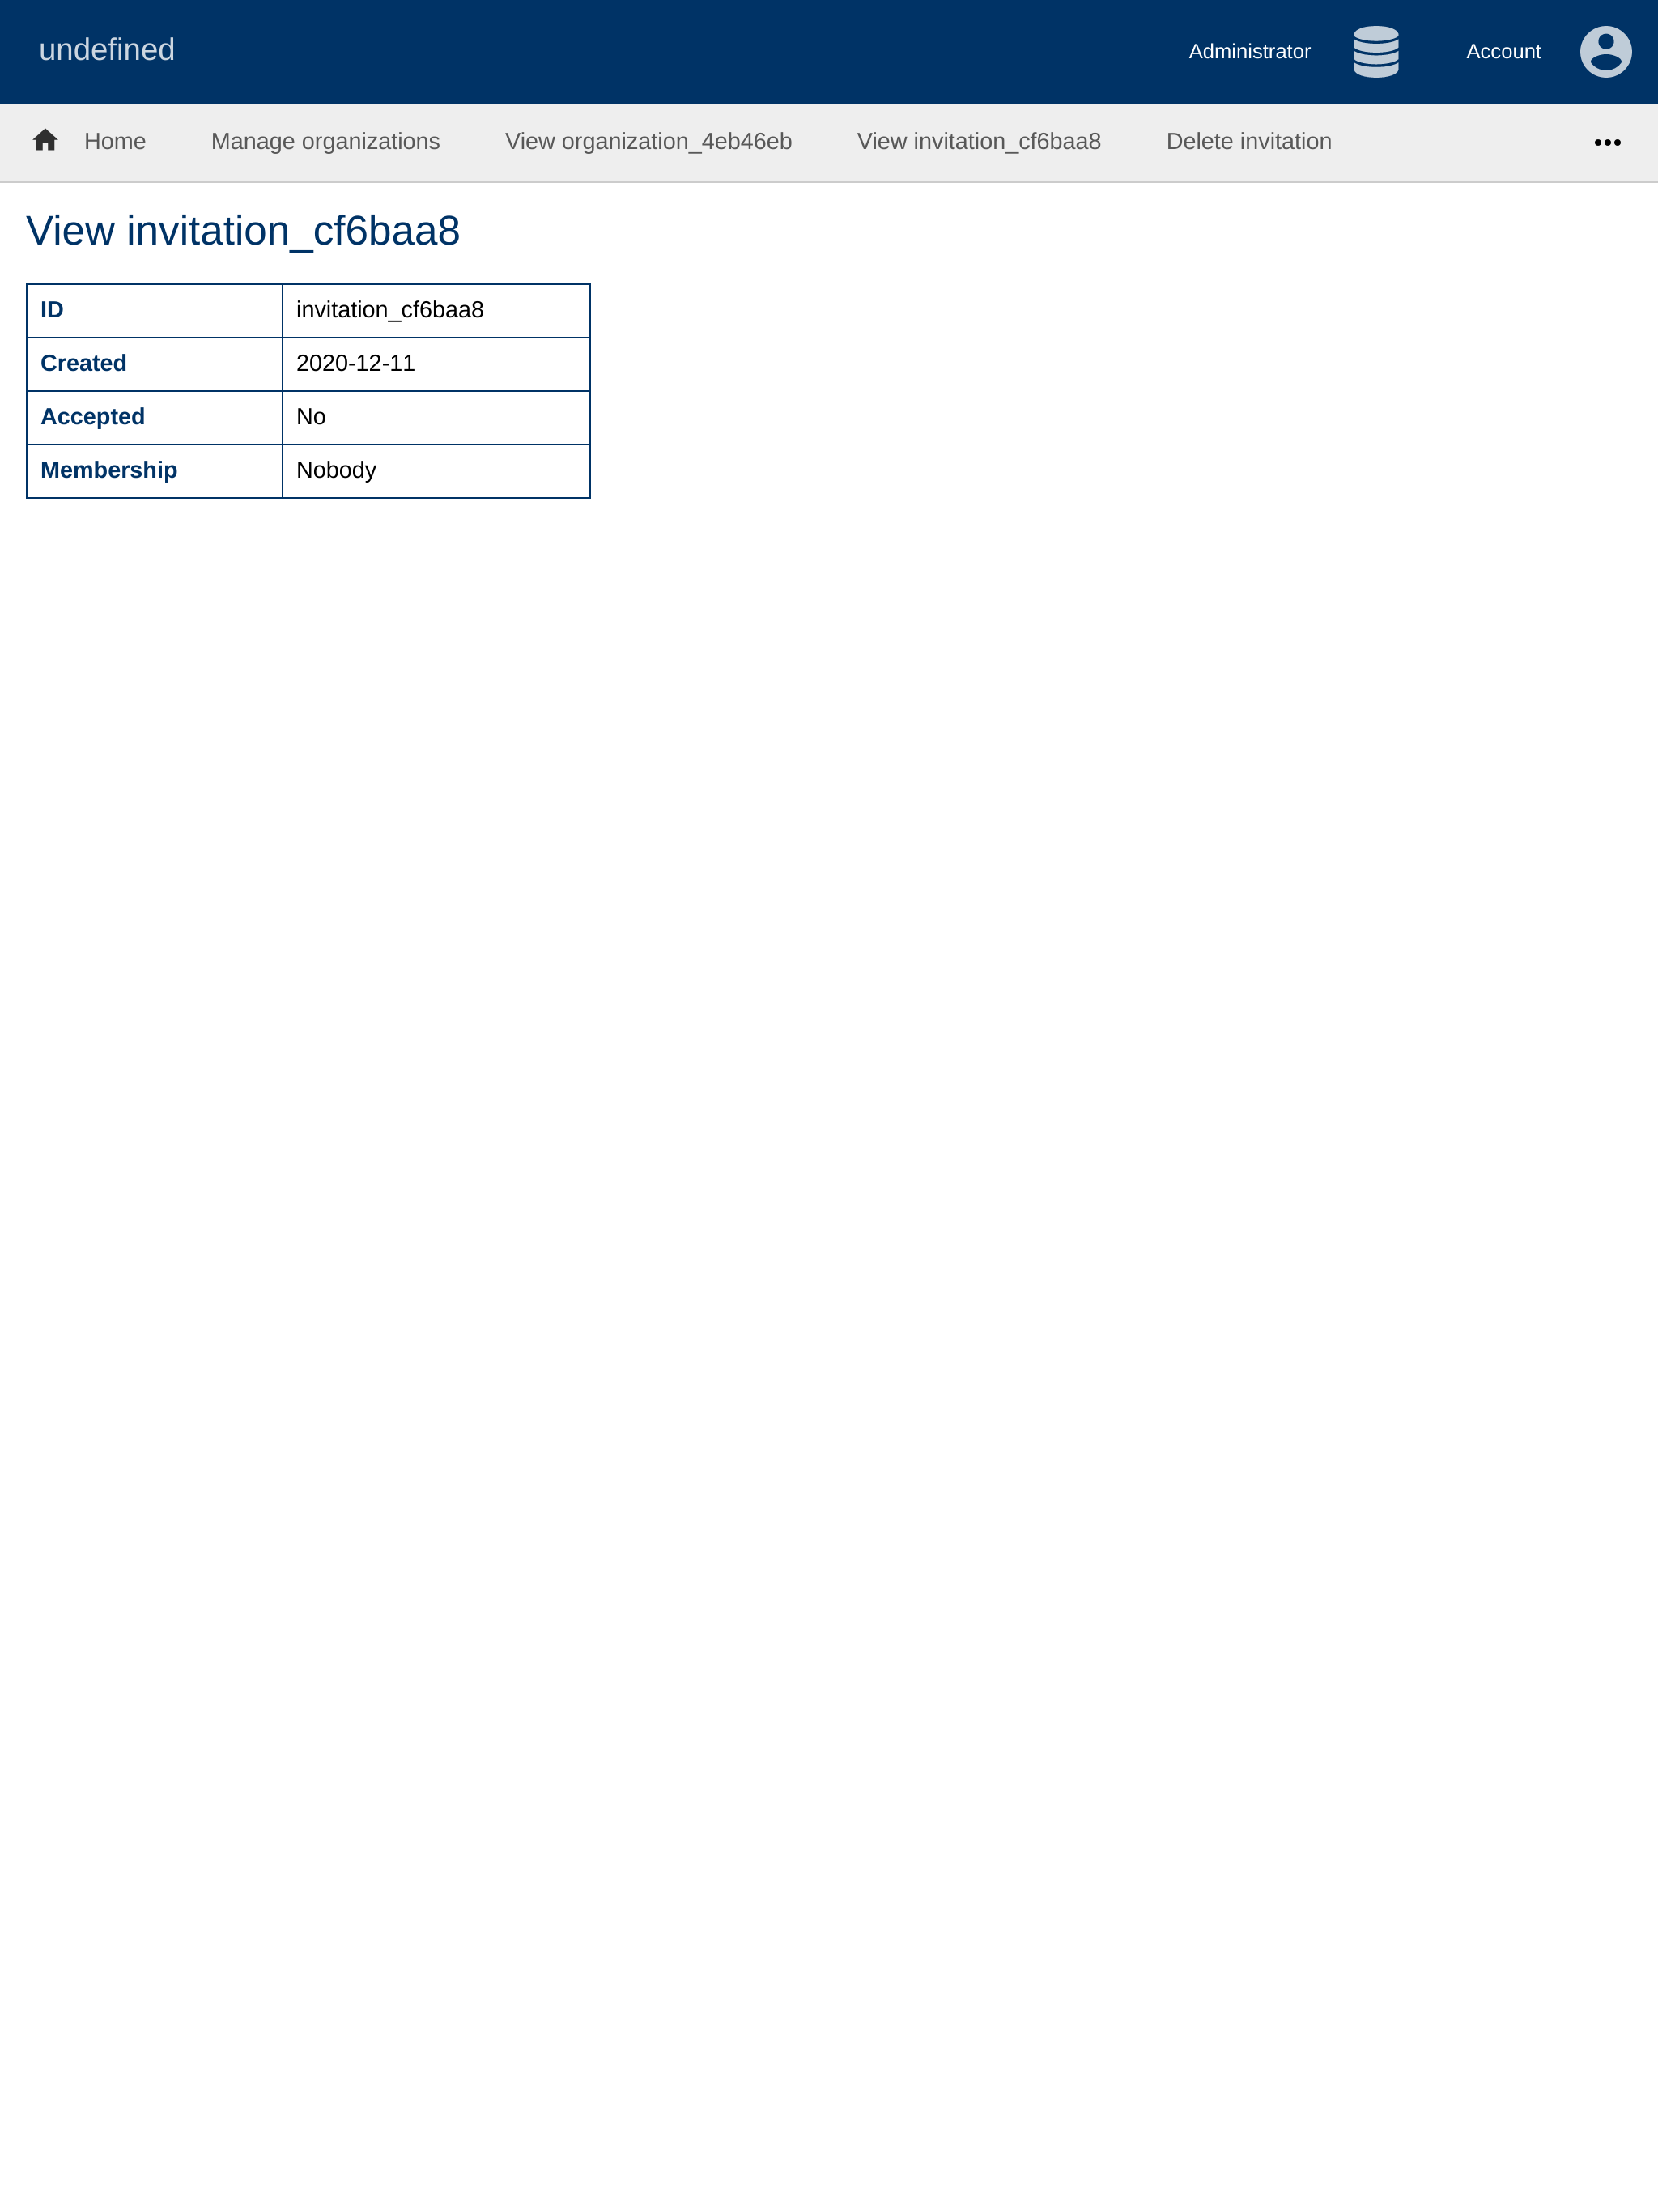 undefined Administrator Account
Home Manage organizations View organization_4eb46eb View invitation_cf6baa8 Delete invitation
View invitation_cf6baa8
ID invitation_cf6baa8
Created 2020-12-11
Accepted No
Membership Nobody